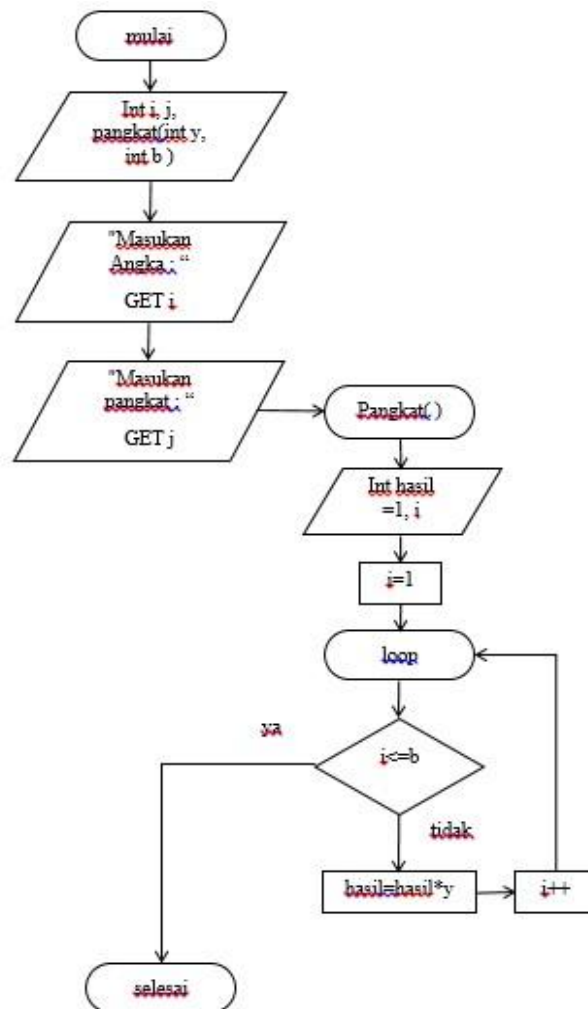 mulai
Int i, j,
pangkat(int y,
int b )
"Masukan
Angka : “
GET i
"Masukan
pangkat : “
GET j
Pangkat( )
Int hasil
=1, i
i=1
loop
ya
i<=b
tidak
hasil=hasil*y
i++
selesai